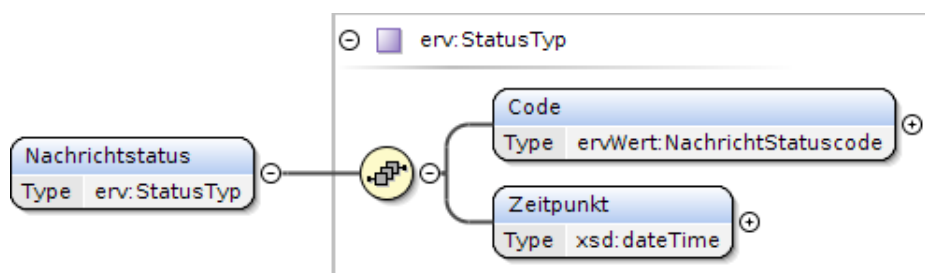 erv:StatusTyp
Code
Type ervWert:NachrichtStatuscode
Nachrichtstatus
Type erv:StatusTyp
Zeitpunkt
Type xsd:dateTime